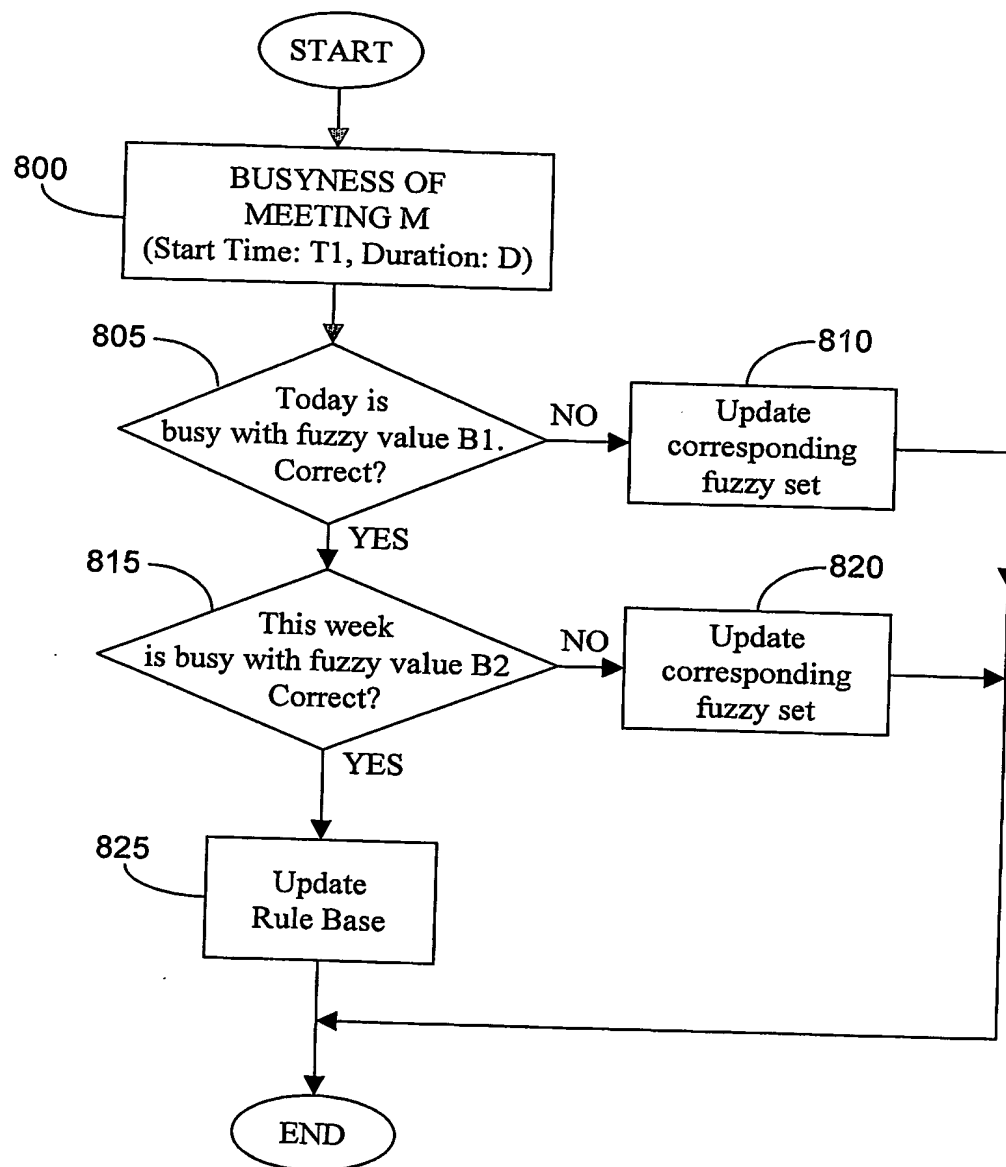 START
800
BUSYNESS OF
MEETING M
(Start Time: T1, Duration: D)
805
Today is
busy with fuzzy value B1.
Correct?
NO
810
Update
corresponding
fuzzy set
YES
815
This week
is busy with fuzzy value B2
Correct?
NO
820
Update
corresponding
fuzzy set
YES
825
Update
Rule Base
END